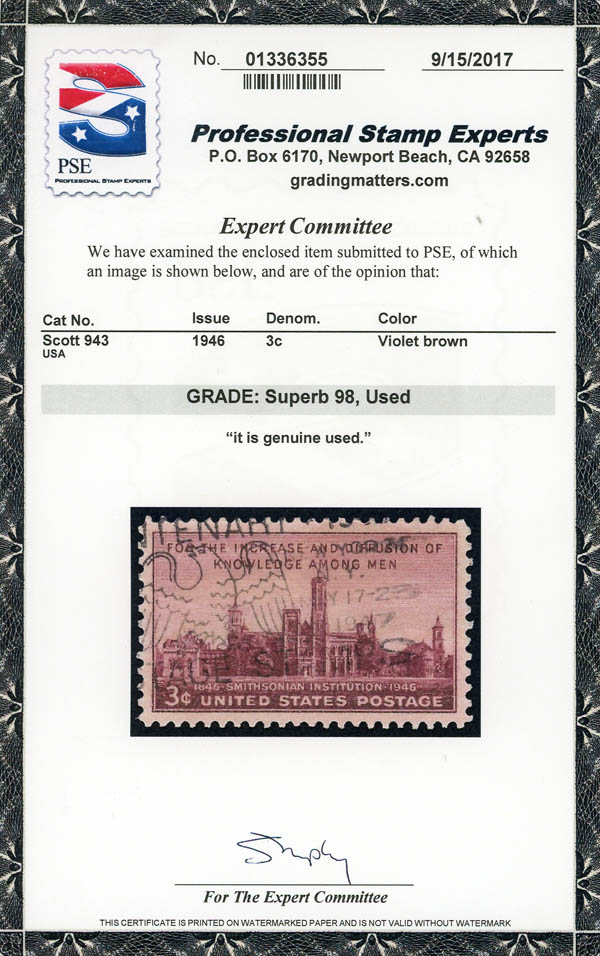 No. 01336355 9/15/2017
PSE
PROFESSIONAL STAMP EXPERTS
Professional Stamp Experts
P.O. Box 6170, Newport Beach, CA 92658
gradingmatters.com
Expert Committee
We have examined the enclosed item submitted to PSE, of which
an image is shown below, and are of the opinion that:
Cat No. Issue Denom. Color
Scott 943 1946 3c Violet brown
USA
GRADE: Superb 98, Used
“it is genuine used.”
FOR THE INCREASE AND DIFFUSION OF
KNOWLEDGE AMONG MEN
N.Y.
17-23
1947
1846·SMITHSONIAN INSTITUTION·1946
3¢ UNITED STATES POSTAGE
For The Expert Committee
THIS CERTIFICATE IS PRINTED ON WATERMARKED PAPER AND IS NOT VALID WITHOUT WATERMARK